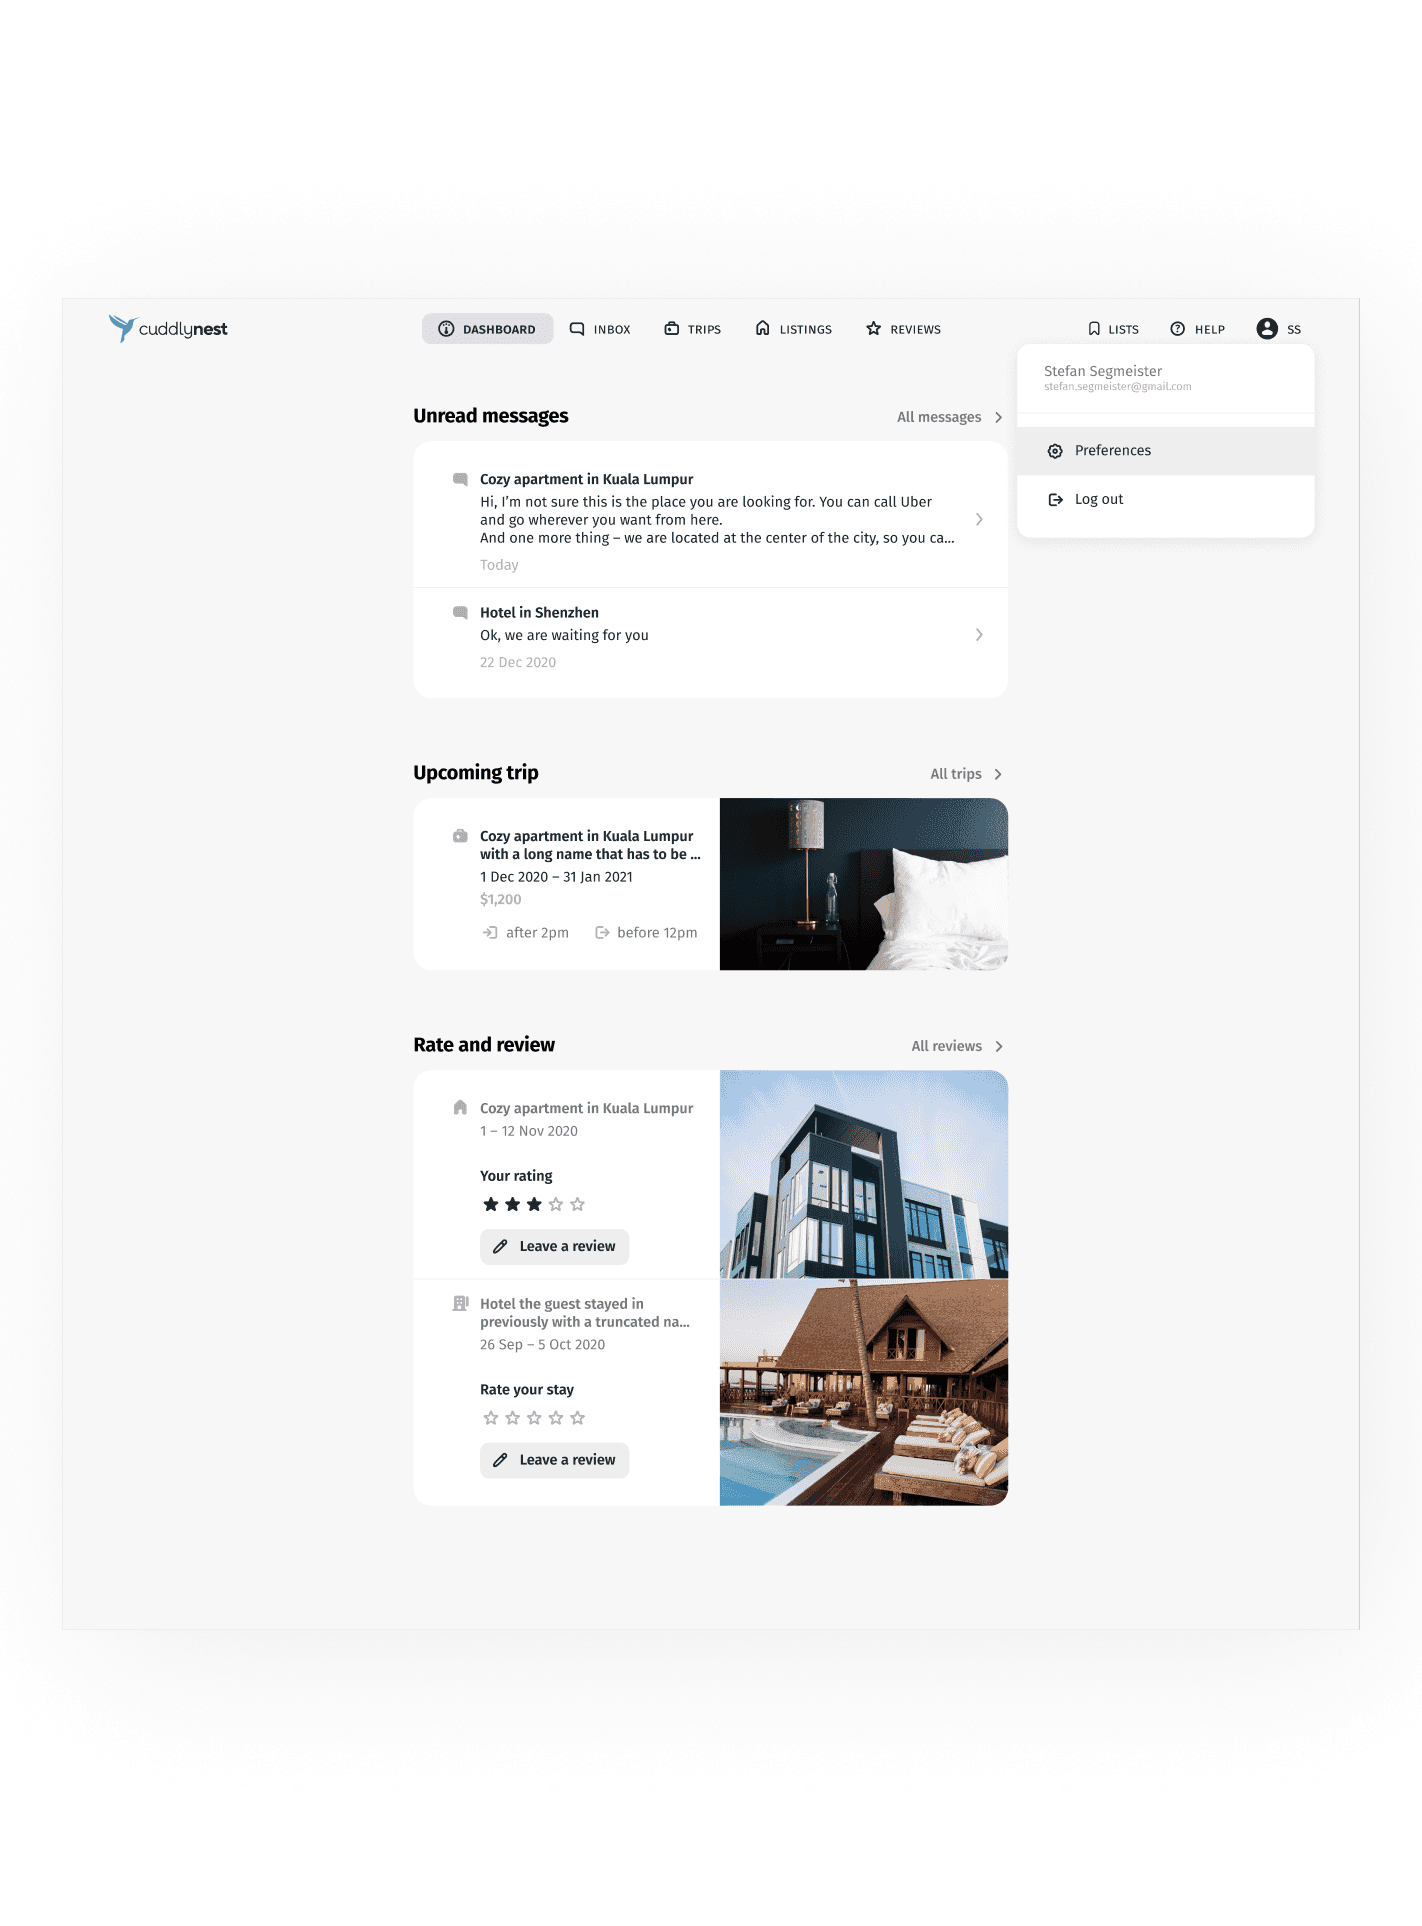 cuddlynest
DASHBOARD
INBOX
TRIPS
LISTINGS
REVIEWS
LISTS
HELP
SS
Stefan Segmeister
stefan.segmeister@gmail.com
Preferences
Log out
Unread messages
All messages
Cozy apartment in Kuala Lumpur
Hi, I’m not sure this is the place you are looking for. You can call Uber
and go wherever you want from here.
And one more thing – we are located at the center of the city, so you ca...
Today
Hotel in Shenzhen
Ok, we are waiting for you
22 Dec 2020
Upcoming trip
All trips
Cozy apartment in Kuala Lumpur
with a long name that has to be ...
1 Dec 2020 – 31 Jan 2021
$1,200
after 2pm
before 12pm
Rate and review
All reviews
Cozy apartment in Kuala Lumpur
1 – 12 Nov 2020
Your rating
Leave a review
Hotel the guest stayed in
previously with a truncated na...
26 Sep – 5 Oct 2020
Rate your stay
Leave a review